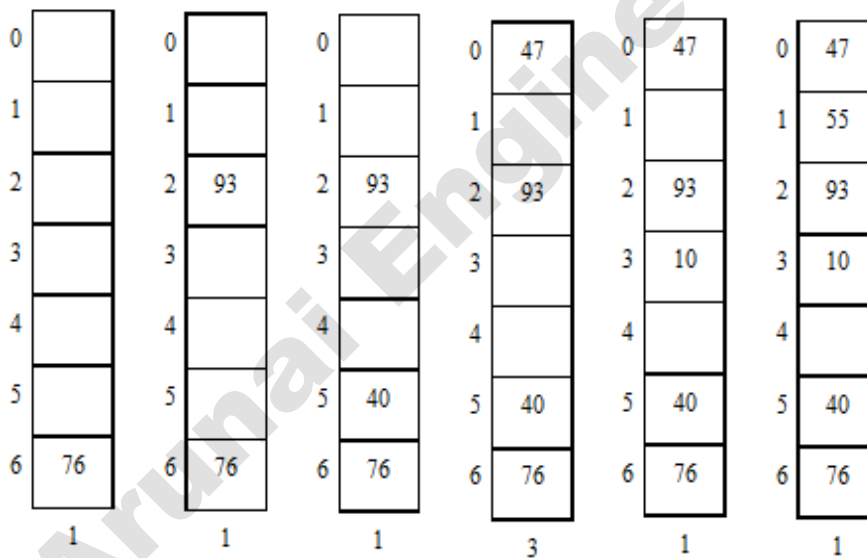 0 0 0 0 47 0 47 0 47
1 1 1 1 1 1 55
2 2 93 2 93 2 93 2 93 2 93
3 3 3 3 3 10 3 10
4 4 4 4 4 4
5 5 5 40 5 40 5 40 5 40
6 76 6 76 6 76 6 76 6 76 6 76
1 1 1 3 1 1
Arunai Engine